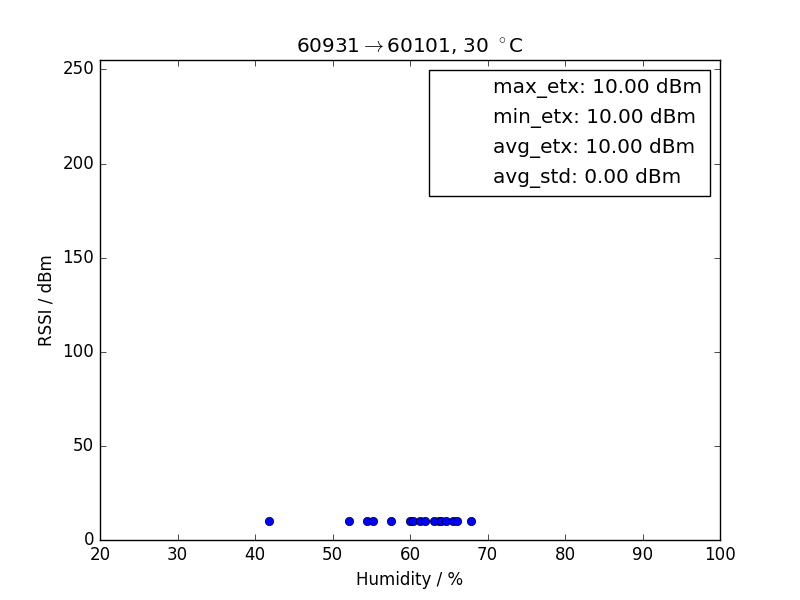 60931→60101, 30 °C
250
200
150
100
50
0
RSSI / dBm
max_etx: 10.00 dBm
min_etx: 10.00 dBm
avg_etx: 10.00 dBm
avg_std: 0.00 dBm
20 30 40 50 60 70 80 90 100
Humidity / %